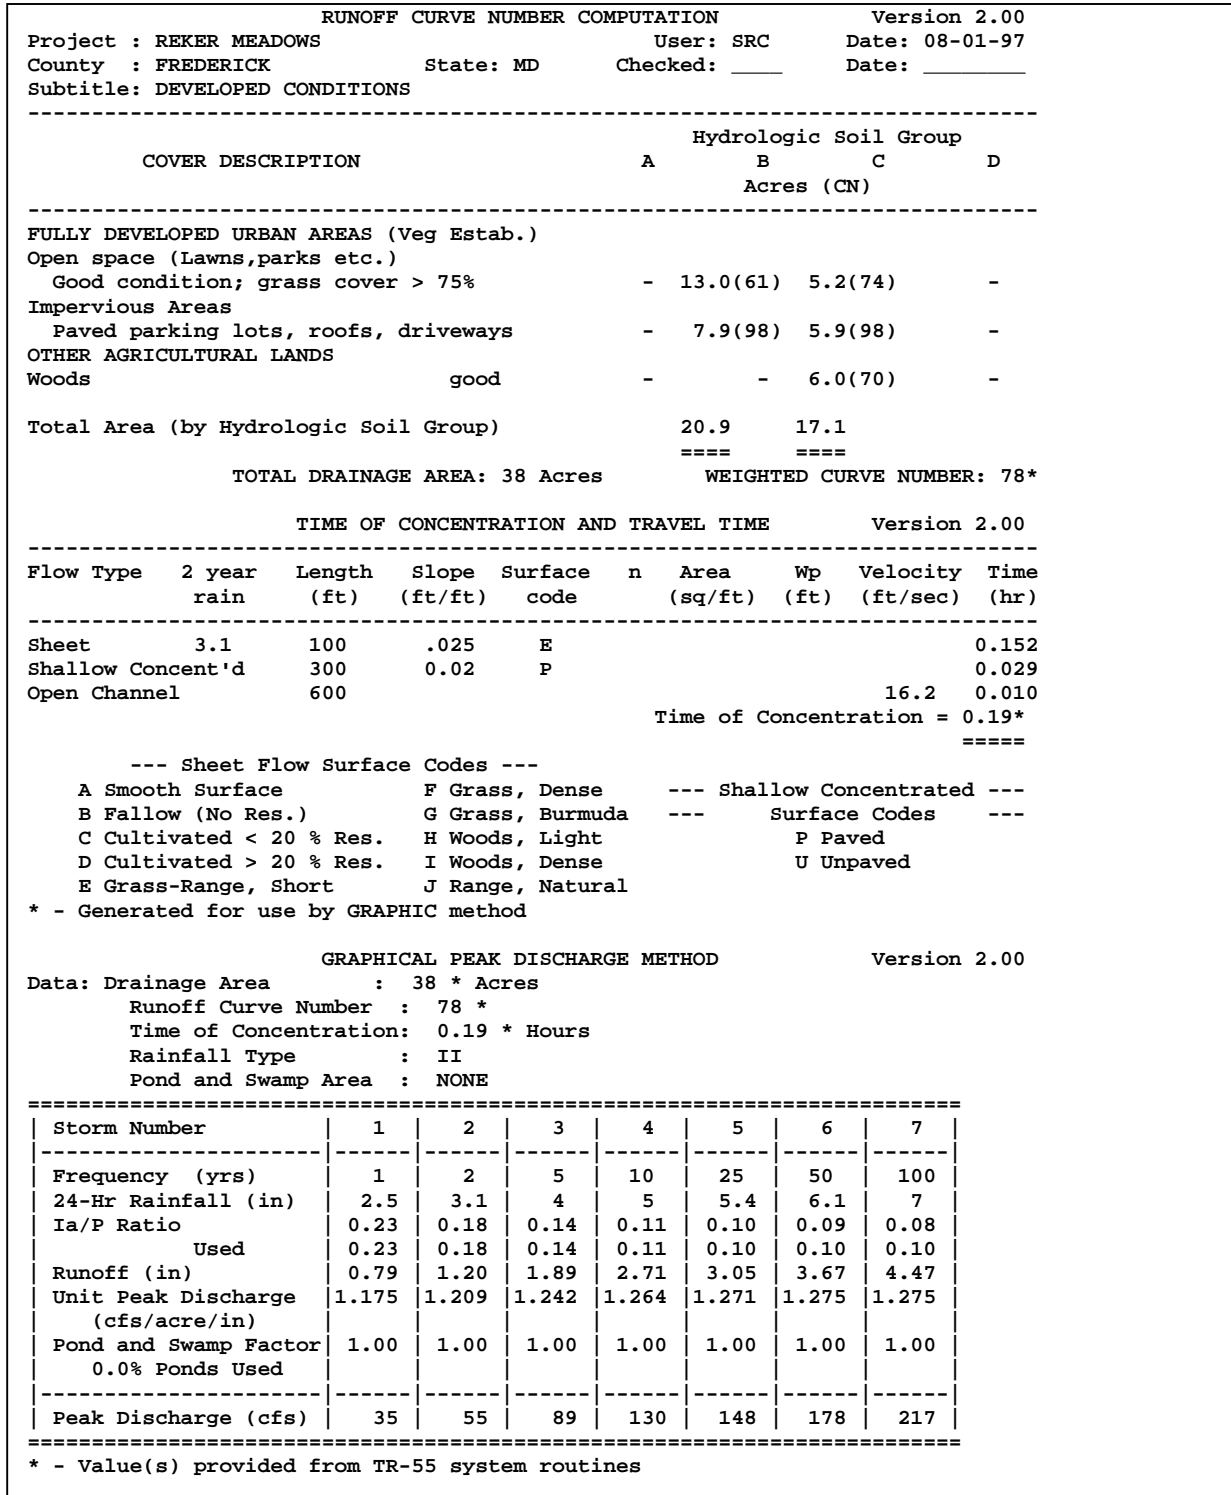 RUNOFF CURVE NUMBER COMPUTATION Version 2.00
Project : REKER MEADOWS User: SRC Date: 08-01-97
County : FREDERICK State: MD Checked: ____ Date: ________
Subtitle: DEVELOPED CONDITIONS
-------------------------------------------------------------------------------
Hydrologic Soil Group
COVER DESCRIPTION A B C D
Acres (CN)
-------------------------------------------------------------------------------
FULLY DEVELOPED URBAN AREAS (Veg Estab.)
Open space (Lawns,parks etc.)
Good condition; grass cover > 75% - 13.0(61) 5.2(74) -
Impervious Areas
Paved parking lots, roofs, driveways - 7.9(98) 5.9(98) -
OTHER AGRICULTURAL LANDS
Woods good - - 6.0(70) -
Total Area (by Hydrologic Soil Group) 20.9 17.1
==== ====
TOTAL DRAINAGE AREA: 38 Acres WEIGHTED CURVE NUMBER: 78*
TIME OF CONCENTRATION AND TRAVEL TIME Version 2.00
-------------------------------------------------------------------------------
Flow Type 2 year Length Slope Surface n Area Wp Velocity Time
rain (ft) (ft/ft) code (sq/ft) (ft) (ft/sec) (hr)
-------------------------------------------------------------------------------
Sheet 3.1 100 .025 E 0.152
Shallow Concent'd 300 0.02 P 0.029
Open Channel 600 16.2 0.010
Time of Concentration = 0.19*
=====
--- Sheet Flow Surface Codes ---
A Smooth Surface F Grass, Dense --- Shallow Concentrated ---
B Fallow (No Res.) G Grass, Burmuda --- Surface Codes ---
C Cultivated < 20 % Res. H Woods, Light P Paved
D Cultivated > 20 % Res. I Woods, Dense U Unpaved
E Grass-Range, Short J Range, Natural
* - Generated for use by GRAPHIC method
GRAPHICAL PEAK DISCHARGE METHOD Version 2.00
Data: Drainage Area : 38 * Acres
Runoff Curve Number : 78 *
Time of Concentration: 0.19 * Hours
Rainfall Type : II
Pond and Swamp Area : NONE
=========================================================================
| Storm Number | 1 | 2 | 3 | 4 | 5 | 6 | 7 |
|----------------------|------|------|------|------|------|------|------|
| Frequency (yrs) | 1 | 2 | 5 | 10 | 25 | 50 | 100 |
| 24-Hr Rainfall (in) | 2.5 | 3.1 | 4 | 5 | 5.4 | 6.1 | 7 |
| Ia/P Ratio | 0.23 | 0.18 | 0.14 | 0.11 | 0.10 | 0.09 | 0.08 |
| Used | 0.23 | 0.18 | 0.14 | 0.11 | 0.10 | 0.10 | 0.10 |
| Runoff (in) | 0.79 | 1.20 | 1.89 | 2.71 | 3.05 | 3.67 | 4.47 |
| Unit Peak Discharge |1.175 |1.209 |1.242 |1.264 |1.271 |1.275 |1.275 |
| (cfs/acre/in) | | | | | | | |
| Pond and Swamp Factor| 1.00 | 1.00 | 1.00 | 1.00 | 1.00 | 1.00 | 1.00 |
| 0.0% Ponds Used | | | | | | | |
|----------------------|------|------|------|------|------|------|------|
| Peak Discharge (cfs) | 35 | 55 | 89 | 130 | 148 | 178 | 217 |
=========================================================================
* - Value(s) provided from TR-55 system routines